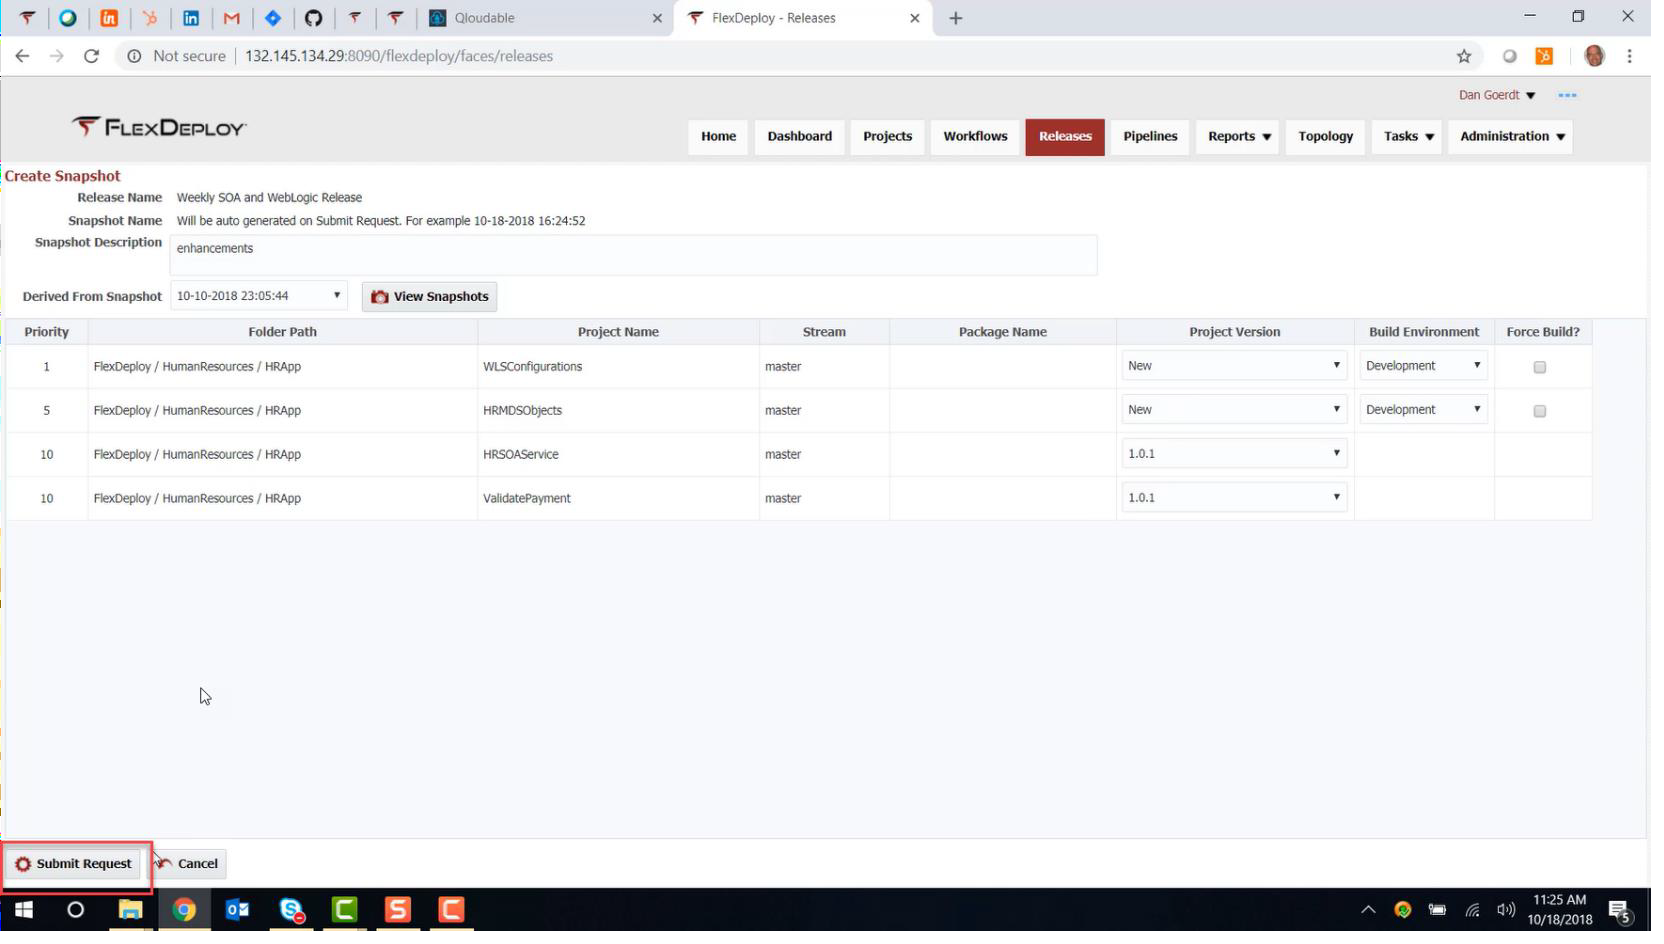 Qloudable
FlexDeploy - Releases
Not secure 132.145.134.29:8090/flexdeploy/faces/releases
Dan Goerdt
FLEXDEPLOY
Home Dashboard Projects Workflows Releases Pipelines Reports Topology Tasks Administration
Create Snapshot
Release Name Weekly SOA and WebLogic Release
Snapshot Name Will be auto generated on Submit Request. For example 10-18-2018 16:24:52
Snapshot Description enhancements
Derived From Snapshot 10-10-2018 23:05:44 View Snapshots
Priority Folder Path Project Name Stream Package Name Project Version Build Environment Force Build?
1 FlexDeploy / HumanResources / HRApp WLSConfigurations master New Development
5 FlexDeploy / HumanResources / HRApp HRMDSObjects master New Development
10 FlexDeploy / HumanResources / HRApp HRSOAService master 1.0.1
10 FlexDeploy / HumanResources / HRApp ValidatePayment master 1.0.1
Submit Request Cancel
11:25 AM
10/18/2018
5